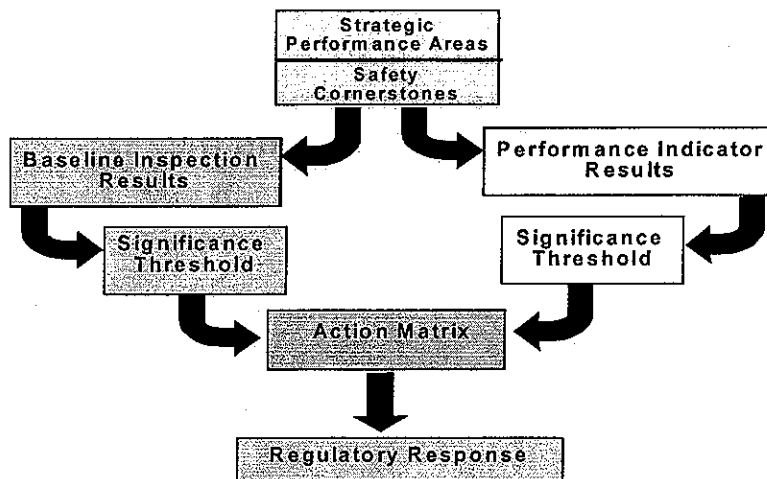 Strategic
Performance Areas
Safety
Cornerstones
Baseline Inspection
Results
Performance Indicator
Results
Significance
Threshold
Significance
Threshold
Action Matrix
Regulatory Response